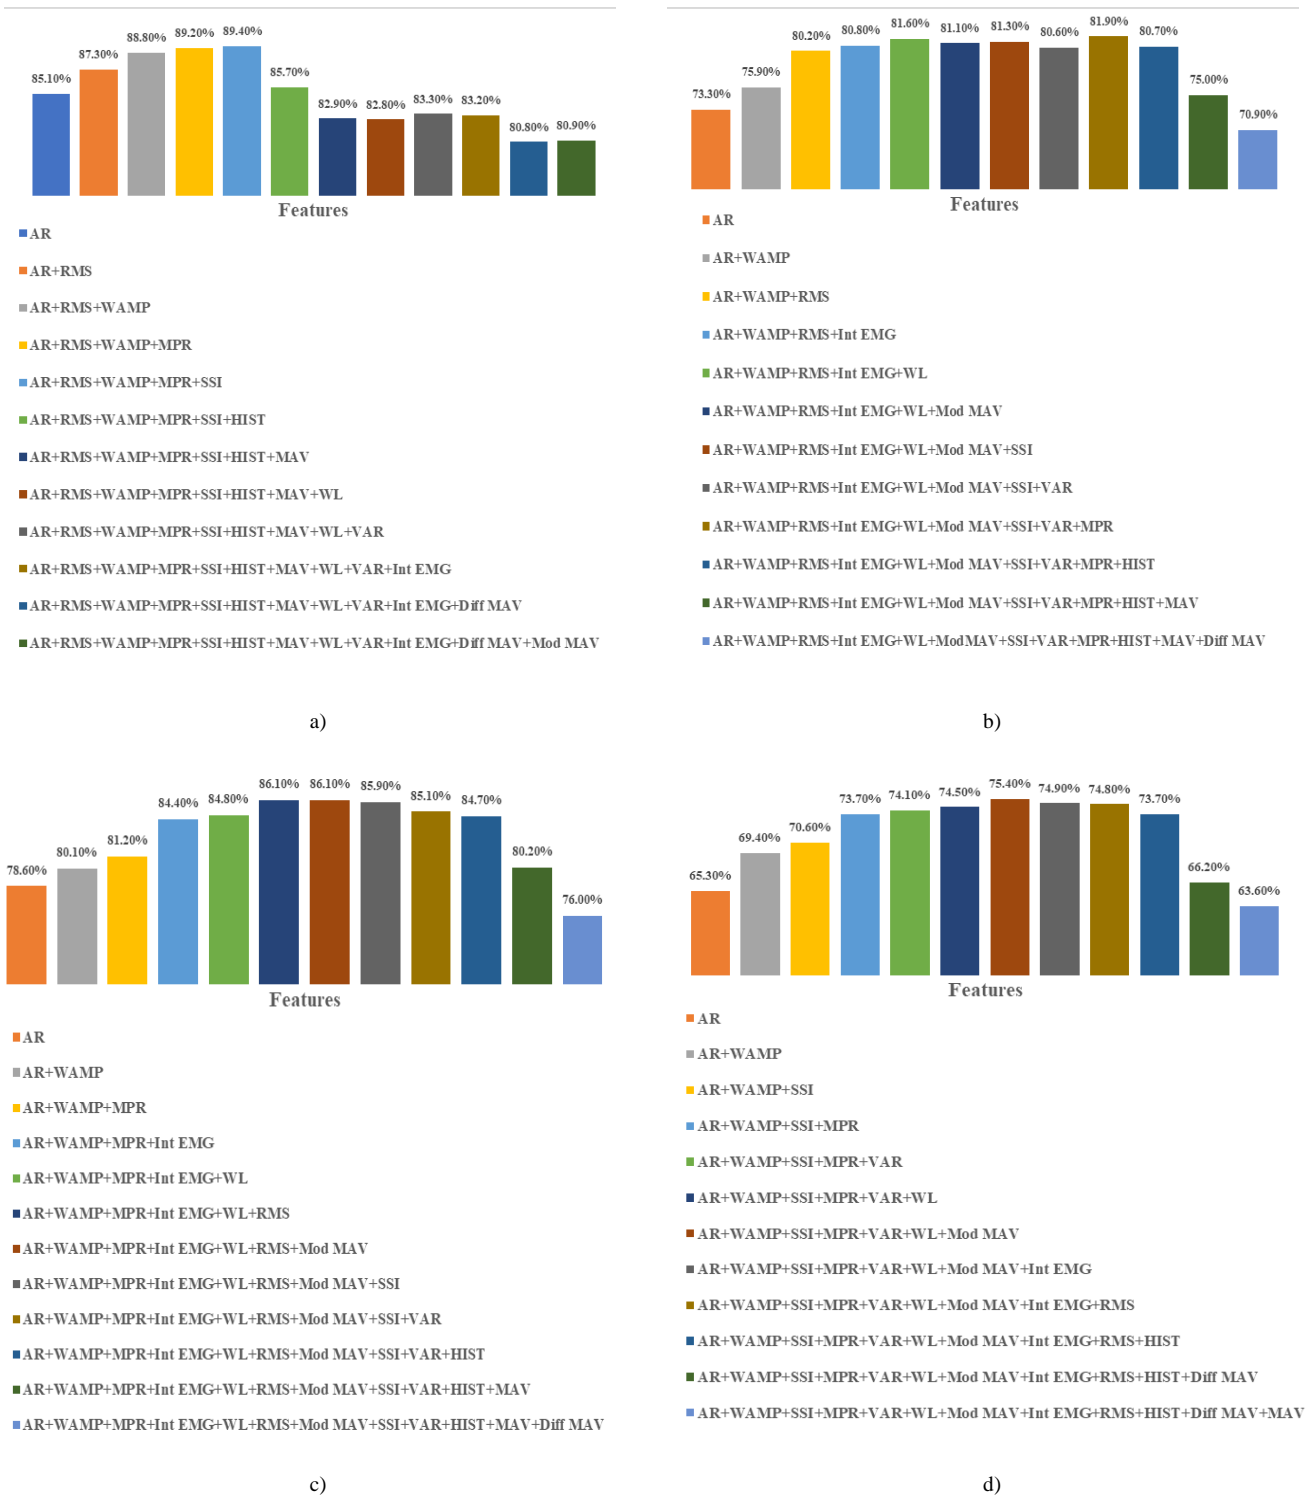 85.10%
87.30%
88.80%
89.20%
89.40%
85.70%
82.90%
82.80%
83.30%
83.20%
80.80%
80.90%
Features
AR
AR+RMS
AR+RMS+WAMP
AR+RMS+WAMP+MPR
AR+RMS+WAMP+MPR+SSI
AR+RMS+WAMP+MPR+SSI+HIST
AR+RMS+WAMP+MPR+SSI+HIST+MAV
AR+RMS+WAMP+MPR+SSI+HIST+MAV+WL
AR+RMS+WAMP+MPR+SSI+HIST+MAV+WL+VAR
AR+RMS+WAMP+MPR+SSI+HIST+MAV+WL+VAR+Int EMG
AR+RMS+WAMP+MPR+SSI+HIST+MAV+WL+VAR+Int EMG+Diff MAV
AR+RMS+WAMP+MPR+SSI+HIST+MAV+WL+VAR+Int EMG+Diff MAV+Mod MAV
a)
73.30%
75.90%
80.20%
80.80%
81.60%
81.10%
81.30%
80.60%
81.90%
80.70%
75.00%
70.90%
Features
AR
AR+WAMP
AR+WAMP+RMS
AR+WAMP+RMS+Int EMG
AR+WAMP+RMS+Int EMG+WL
AR+WAMP+RMS+Int EMG+WL+Mod MAV
AR+WAMP+RMS+Int EMG+WL+Mod MAV+SSI
AR+WAMP+RMS+Int EMG+WL+Mod MAV+SSI+VAR
AR+WAMP+RMS+Int EMG+WL+Mod MAV+SSI+VAR+MPR
AR+WAMP+RMS+Int EMG+WL+Mod MAV+SSI+VAR+MPR+HIST
AR+WAMP+RMS+Int EMG+WL+Mod MAV+SSI+VAR+MPR+HIST+MAV
AR+WAMP+RMS+Int EMG+WL+ModMAV+SSI+VAR+MPR+HIST+MAV+Diff MAV
b)
78.60%
80.10%
81.20%
84.40%
84.80%
86.10%
86.10%
85.90%
85.10%
84.70%
80.20%
76.00%
Features
AR
AR+WAMP
AR+WAMP+MPR
AR+WAMP+MPR+Int EMG
AR+WAMP+MPR+Int EMG+WL
AR+WAMP+MPR+Int EMG+WL+RMS
AR+WAMP+MPR+Int EMG+WL+RMS+Mod MAV
AR+WAMP+MPR+Int EMG+WL+RMS+Mod MAV+SSI
AR+WAMP+MPR+Int EMG+WL+RMS+Mod MAV+SSI+VAR
AR+WAMP+MPR+Int EMG+WL+RMS+Mod MAV+SSI+VAR+HIST
AR+WAMP+MPR+Int EMG+WL+RMS+Mod MAV+SSI+VAR+HIST+MAV
AR+WAMP+MPR+Int EMG+WL+RMS+Mod MAV+SSI+VAR+HIST+MAV+Diff MAV
c)
65.30%
69.40%
70.60%
73.70%
74.10%
74.50%
75.40%
74.90%
74.80%
73.70%
66.20%
63.60%
Features
AR
AR+WAMP
AR+WAMP+SSI
AR+WAMP+SSI+MPR
AR+WAMP+SSI+MPR+VAR
AR+WAMP+SSI+MPR+VAR+WL
AR+WAMP+SSI+MPR+VAR+WL+Mod MAV
AR+WAMP+SSI+MPR+VAR+WL+Mod MAV+Int EMG
AR+WAMP+SSI+MPR+VAR+WL+Mod MAV+Int EMG+RMS
AR+WAMP+SSI+MPR+VAR+WL+Mod MAV+Int EMG+RMS+HIST
AR+WAMP+SSI+MPR+VAR+WL+Mod MAV+Int EMG+RMS+HIST+Diff MAV
AR+WAMP+SSI+MPR+VAR+WL+Mod MAV+Int EMG+RMS+HIST+Diff MAV+MAV
d)